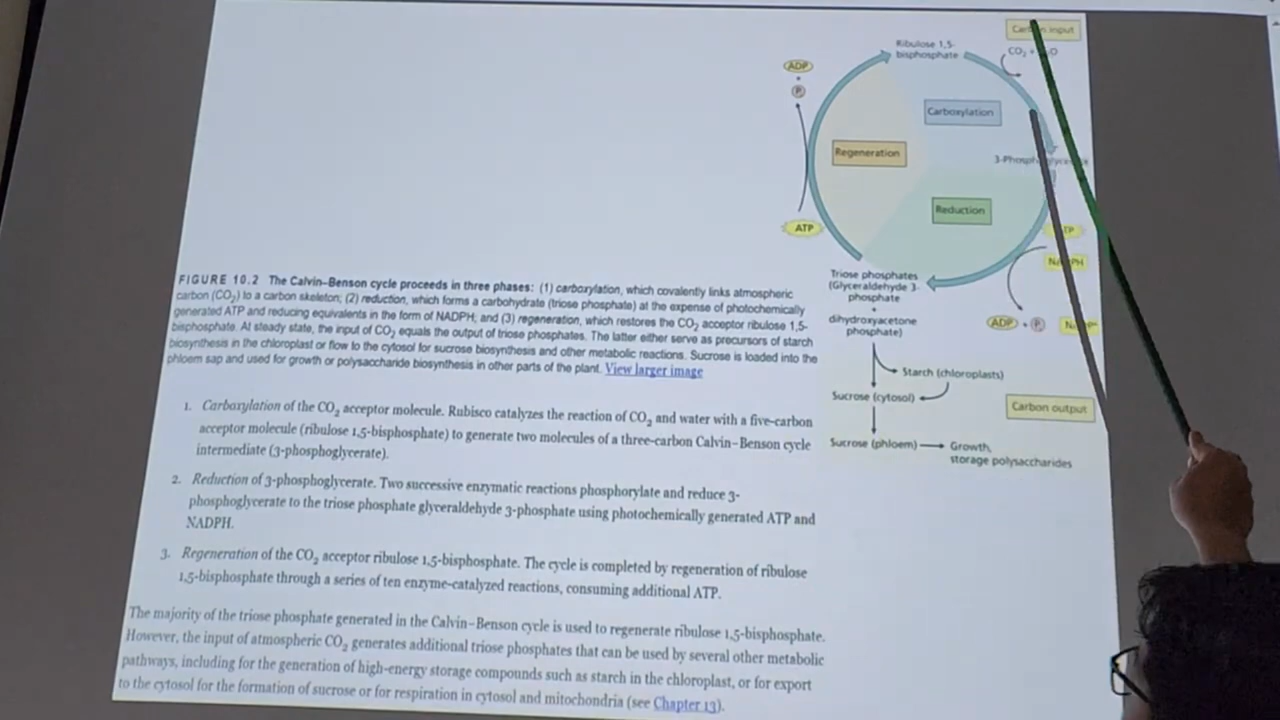 Carbon input
Ribulose 1,5-
bisphosphate
CO₂ + O
ADP
+
P
Carboxylation
Regeneration
3-Phosph
Reduction
ATP
TP
NADPH
Triose phosphates
(Glyceraldehyde 3-
phosphate
+
dihydroxyacetone
phosphate)
ADP + P
Starch (chloroplasts)
Sucrose (cytosol)
Carbon output
Sucrose (phloem) → Growth,
storage polysaccharides
FIGURE 10.2 The Calvin–Benson cycle proceeds in three phases: (1) carboxylation, which covalently links atmospheric
carbon (CO₂) to a carbon skeleton; (2) reduction, which forms a carbohydrate (triose phosphate) at the expense of photochemically
generated ATP and reducing equivalents in the form of NADPH; and (3) regeneration, which restores the CO₂ acceptor ribulose 1,5-
bisphosphate. At steady state, the input of CO₂ equals the output of triose phosphates. The latter either serve as precursors of starch
biosynthesis in the chloroplast or flow to the cytosol for sucrose biosynthesis and other metabolic reactions. Sucrose is loaded into the
phloem sap and used for growth or polysaccharide biosynthesis in other parts of the plant. View larger image
1. Carboxylation of the CO₂ acceptor molecule. Rubisco catalyzes the reaction of CO₂ and water with a five-carbon
acceptor molecule (ribulose 1,5-bisphosphate) to generate two molecules of a three-carbon Calvin–Benson cycle
intermediate (3-phosphoglycerate).
2. Reduction of 3-phosphoglycerate. Two successive enzymatic reactions phosphorylate and reduce 3-
phosphoglycerate to the triose phosphate glyceraldehyde 3-phosphate using photochemically generated ATP and
NADPH.
3. Regeneration of the CO₂ acceptor ribulose 1,5-bisphosphate. The cycle is completed by regeneration of ribulose
1,5-bisphosphate through a series of ten enzyme-catalyzed reactions, consuming additional ATP.
The majority of the triose phosphate generated in the Calvin–Benson cycle is used to regenerate ribulose 1,5-bisphosphate.
However, the input of atmospheric CO₂ generates additional triose phosphates that can be used by several other metabolic
pathways, including for the generation of high-energy storage compounds such as starch in the chloroplast, or for export
to the cytosol for the formation of sucrose or for respiration in cytosol and mitochondria (see Chapter 13).